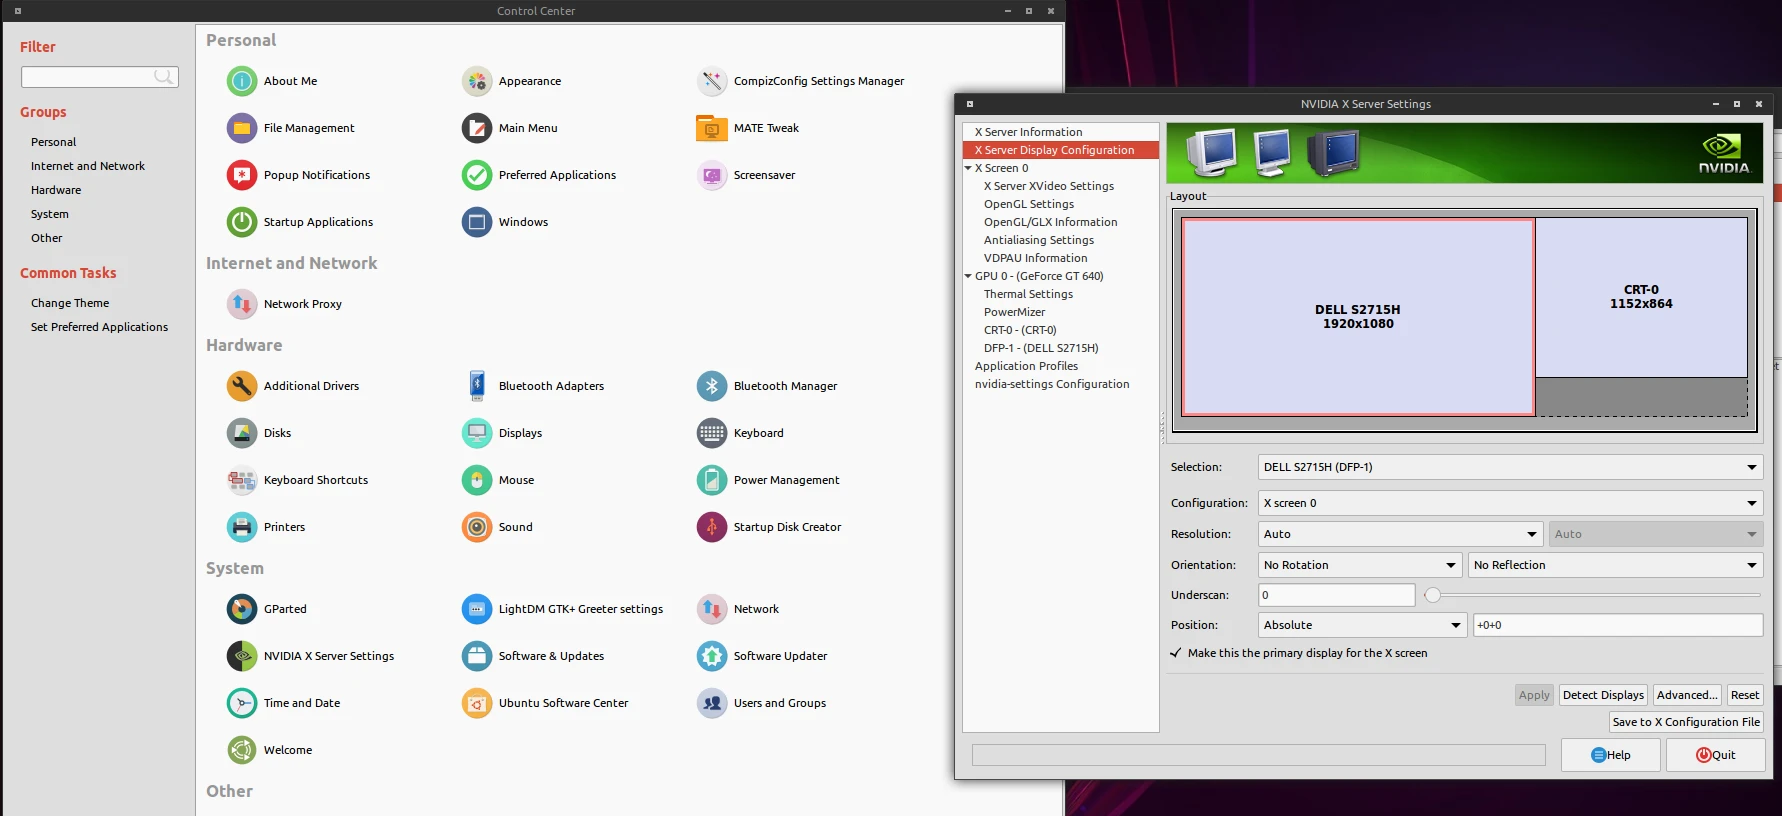 Control Center
Filter
Groups
Personal
Internet and Network
Hardware
System
Other
Common Tasks
Change Theme
Set Preferred Applications
Personal
About Me
Appearance
CompizConfig Settings Manager
File Management
Main Menu
MATE Tweak
Popup Notifications
Preferred Applications
Screensaver
Startup Applications
Windows
Internet and Network
Network Proxy
Hardware
Additional Drivers
Bluetooth Adapters
Bluetooth Manager
Disks
Displays
Keyboard
Keyboard Shortcuts
Mouse
Power Management
Printers
Sound
Startup Disk Creator
System
GParted
LightDM GTK+ Greeter settings
Network
NVIDIA X Server Settings
Software & Updates
Software Updater
Time and Date
Ubuntu Software Center
Users and Groups
Welcome
Other
NVIDIA X Server Settings
X Server Information
X Server Display Configuration
X Screen 0
X Server XVideo Settings
OpenGL Settings
OpenGL/GLX Information
Antialiasing Settings
VDPAU Information
GPU 0 - (GeForce GT 640)
Thermal Settings
PowerMizer
CRT-0 - (CRT-0)
DFP-1 - (DELL S2715H)
Application Profiles
nvidia-settings Configuration
NVIDIA.
Layout
DELL S2715H
1920x1080
CRT-0
1152x864
Selection: DELL S2715H (DFP-1)
Configuration: X screen 0
Resolution: Auto Auto
Orientation: No Rotation No Reflection
Underscan: 0
Position: Absolute +0+0
Make this the primary display for the X screen
Apply Detect Displays Advanced... Reset
Save to X Configuration File
Help Quit